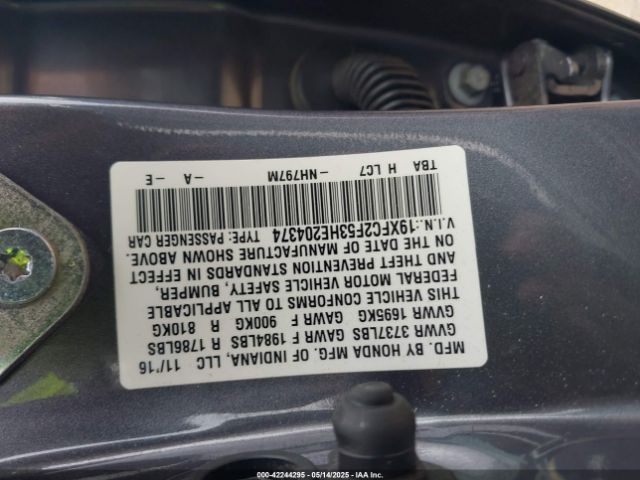 MFD. BY HONDA MFG. OF INDIANA, LLC 11/'16
GVWR 3737LBS GAWR F 1984LBS R 1786LBS
GVWR 1695KG GAWR F 900KG R 810KG
THIS VEHICLE CONFORMS TO ALL APPLICABLE
FEDERAL MOTOR VEHICLE SAFETY, BUMPER,
AND THEFT PREVENTION STANDARDS IN EFFECT
ON THE DATE OF MANUFACTURE SHOWN ABOVE.
V.I.N.:19XFC2F53HE204374 TYPE: PASSENGER CAR
TBA H LC7 -NH797M -A -E
000-42244295 - 05/14/2025 - IAA, Inc.